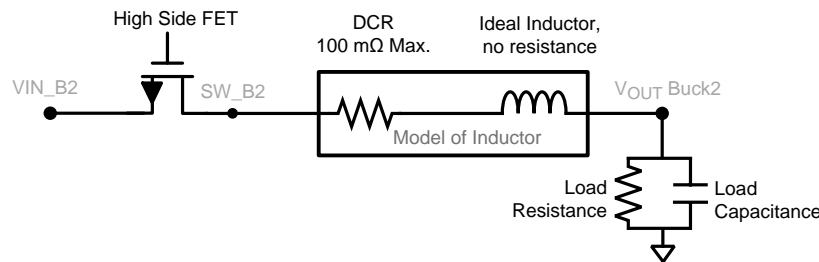 High Side FET
DCR
100 mΩ Max.
Ideal Inductor,
no resistance
VIN_B2
SW_B2
VOUT Buck2
Model of Inductor
Load
Resistance
Load
Capacitance